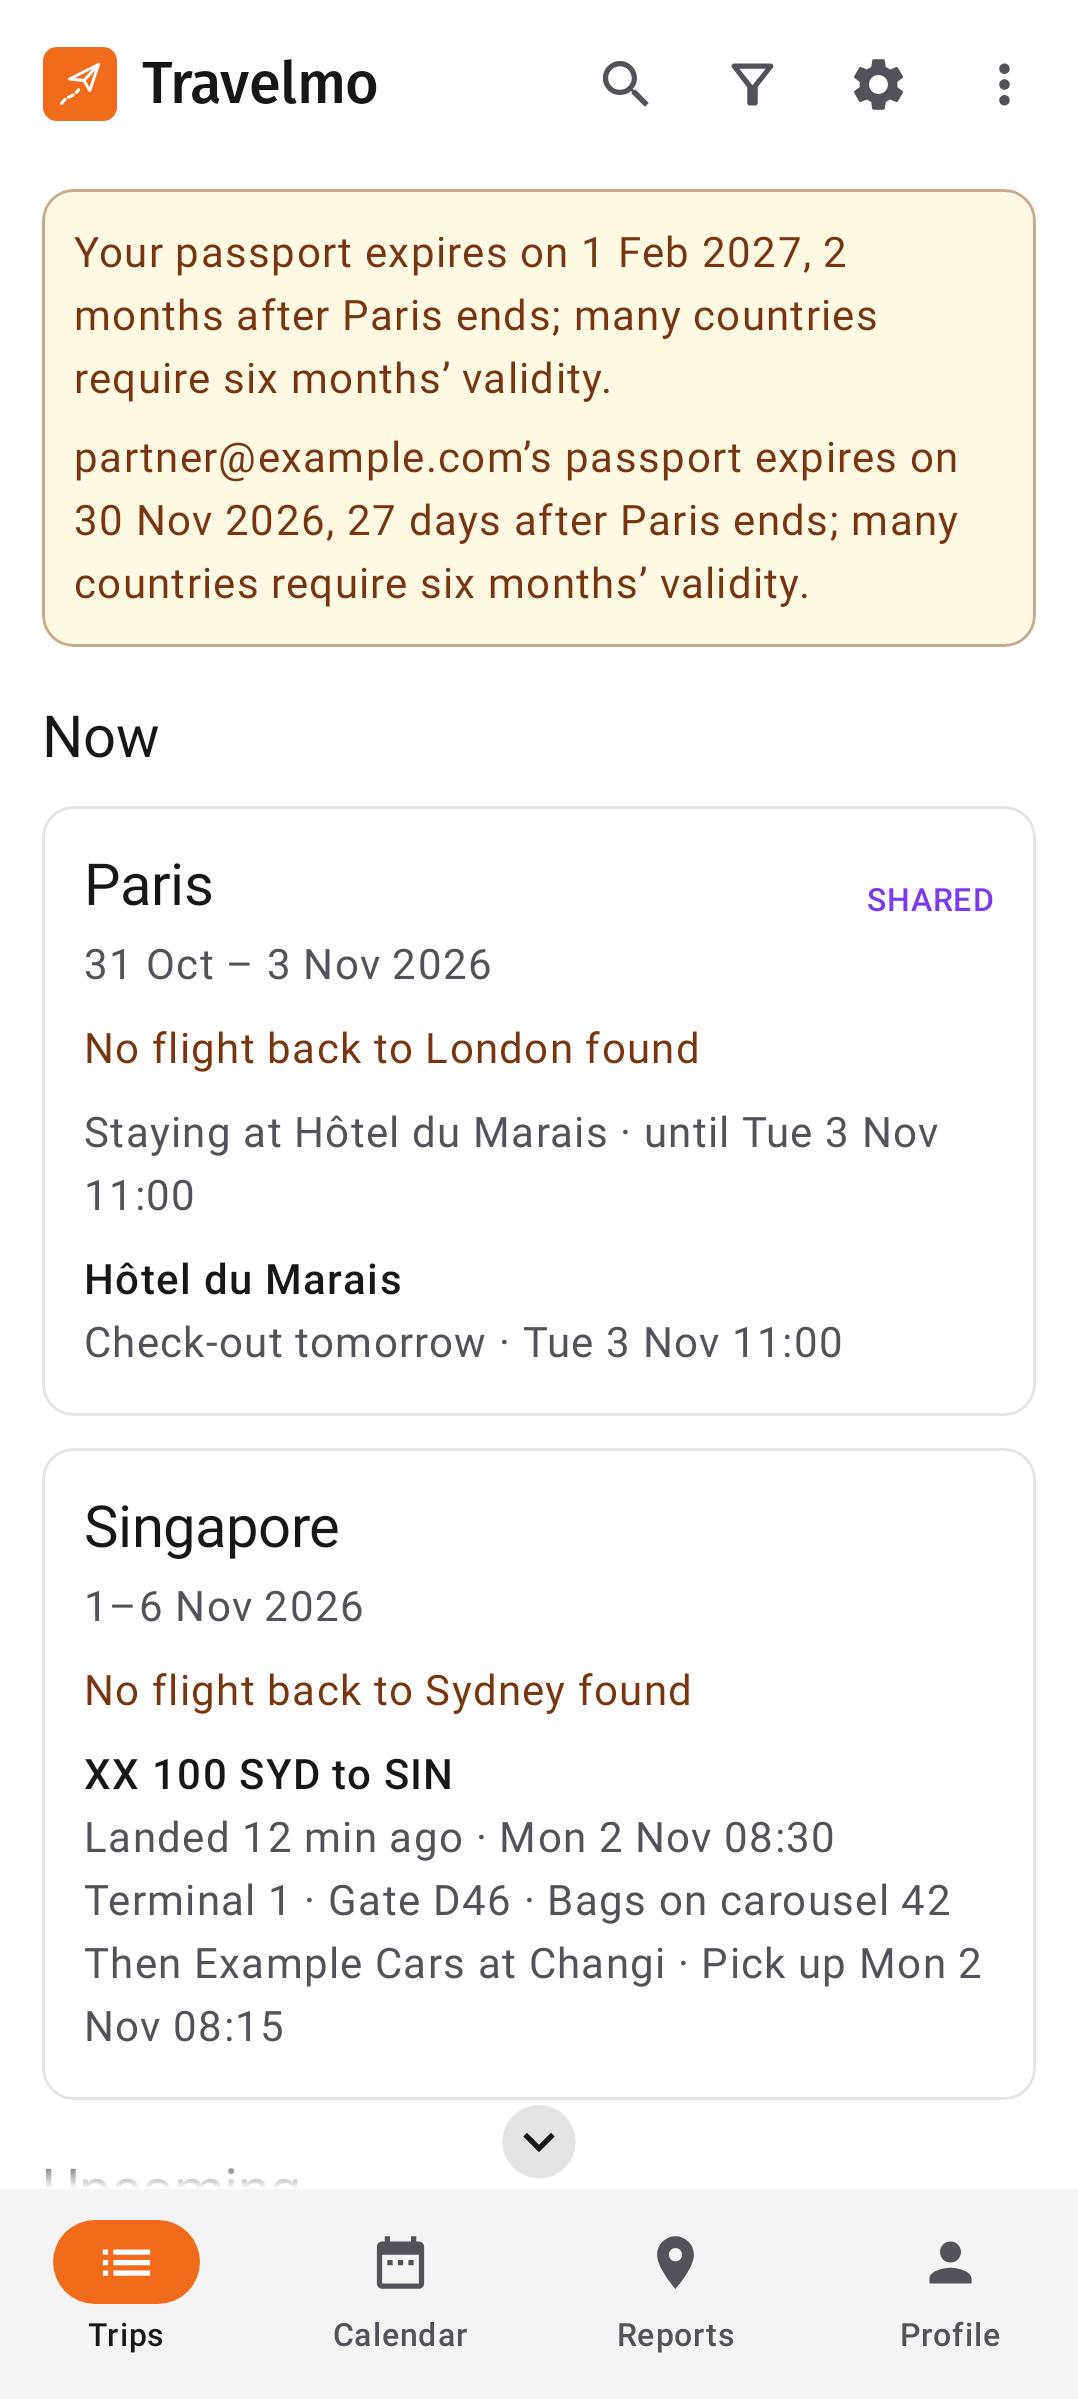 Travelmo
Your passport expires on 1 Feb 2027, 2
months after Paris ends; many countries
require six months’ validity.
partner@example.com’s passport expires on
30 Nov 2026, 27 days after Paris ends; many
countries require six months’ validity.
Now
Paris
SHARED
31 Oct – 3 Nov 2026
No flight back to London found
Staying at Hôtel du Marais · until Tue 3 Nov
11:00
Hôtel du Marais
Check-out tomorrow · Tue 3 Nov 11:00
Singapore
1–6 Nov 2026
No flight back to Sydney found
XX 100 SYD to SIN
Landed 12 min ago · Mon 2 Nov 08:30
Terminal 1 · Gate D46 · Bags on carousel 42
Then Example Cars at Changi · Pick up Mon 2
Nov 08:15
Upcoming
Trips
Calendar
Reports
Profile